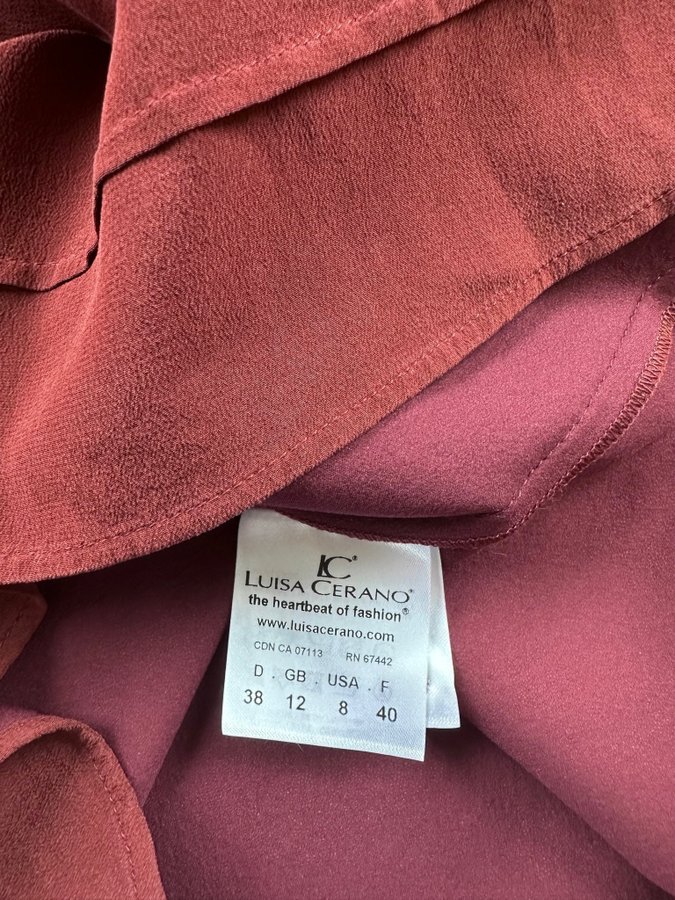 LC®
LUISA CERANO®
the heartbeat of fashion®
www.luisacerano.com
CDN CA 07113 RN 67442
D . GB . USA . F
38 12 8 40